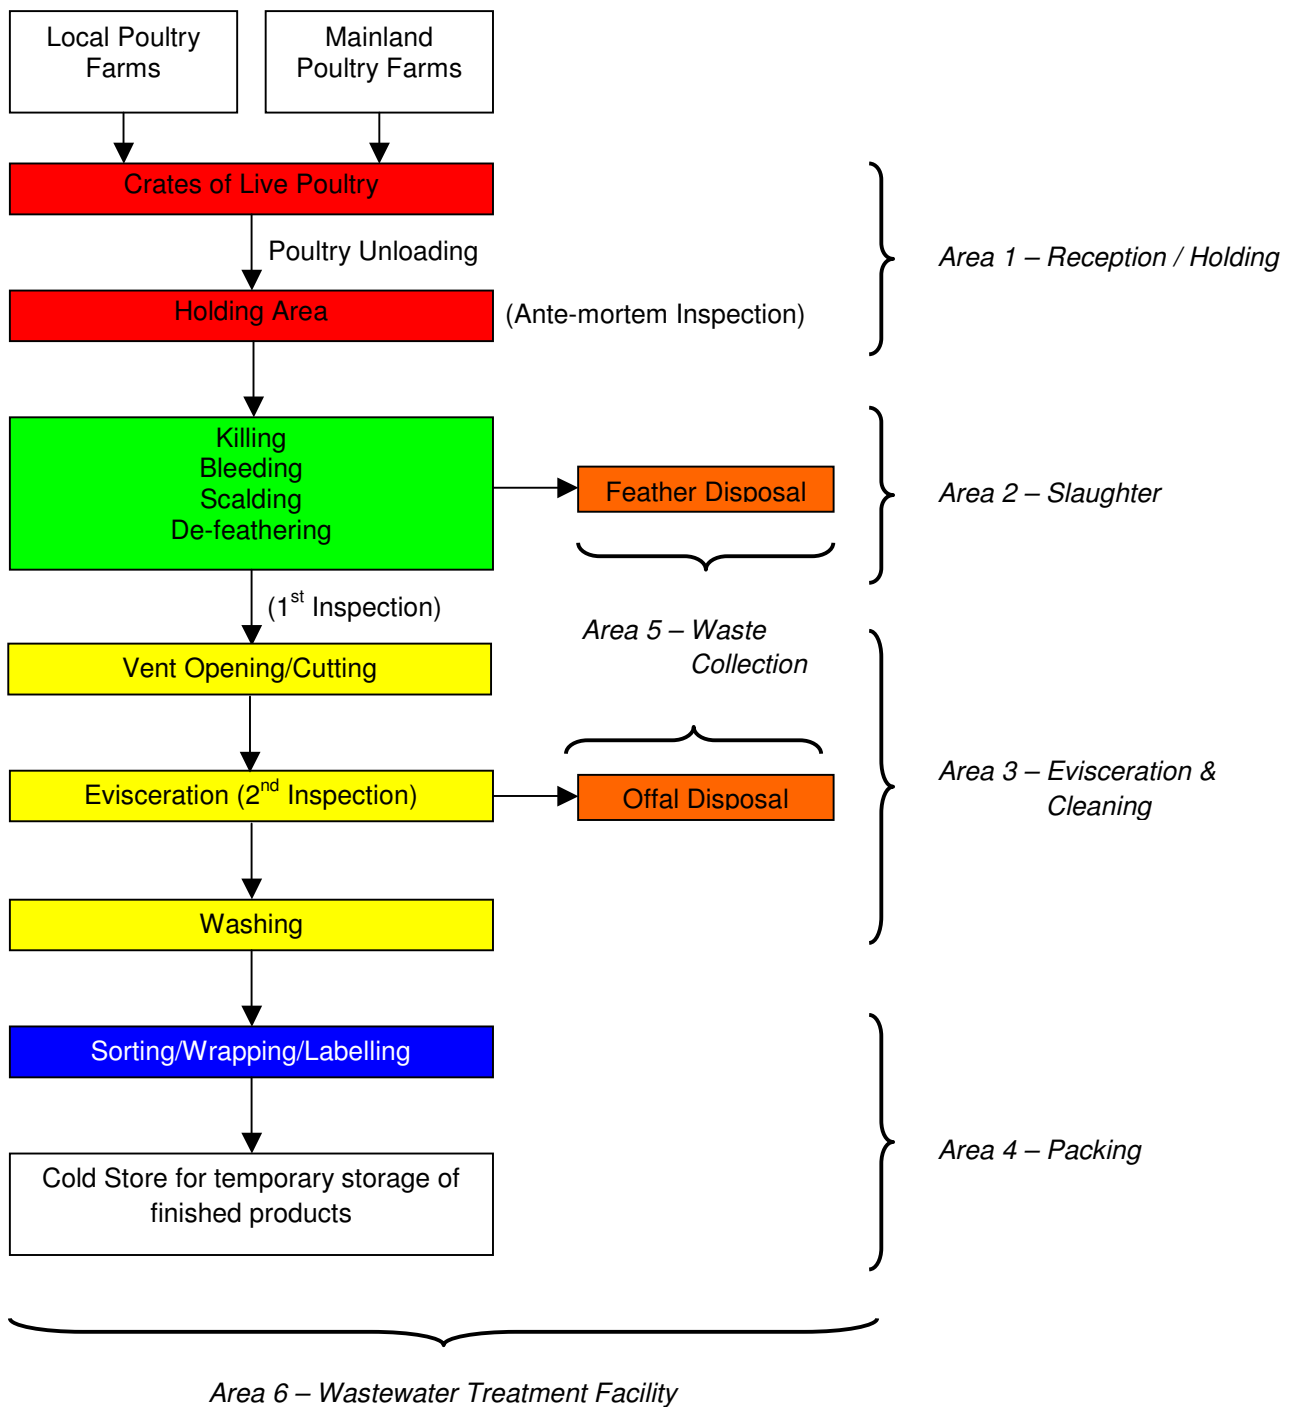 Local Poultry
Farms
Mainland
Poultry Farms
Crates of Live Poultry
Poultry Unloading
Area 1 – Reception / Holding
Holding Area
(Ante-mortem Inspection)
Killing
Bleeding
Scalding
De-feathering
Feather Disposal
Area 2 – Slaughter
(1st Inspection)
Area 5 – Waste
Collection
Vent Opening/Cutting
Evisceration (2nd Inspection)
Offal Disposal
Area 3 – Evisceration &
Cleaning
Washing
Sorting/Wrapping/Labelling
Cold Store for temporary storage of
finished products
Area 4 – Packing
Area 6 – Wastewater Treatment Facility